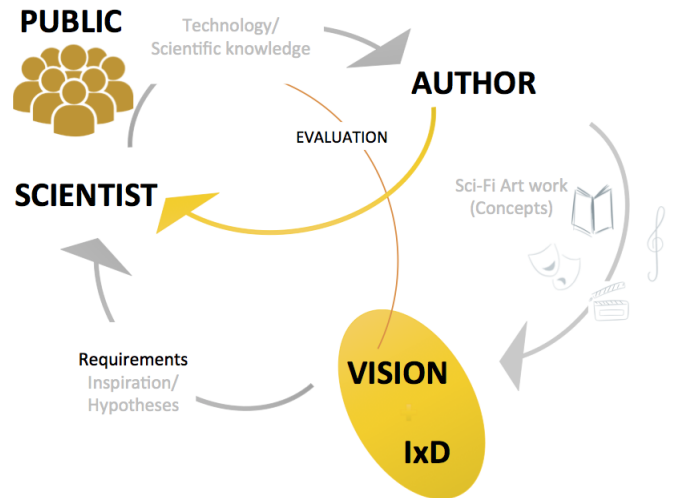 PUBLIC
Technology/
Scientific knowledge
AUTHOR
EVALUATION
SCIENTIST
Sci-Fi Art work
(Concepts)
Requirements
Inspiration/
Hypotheses
VISION
IxD